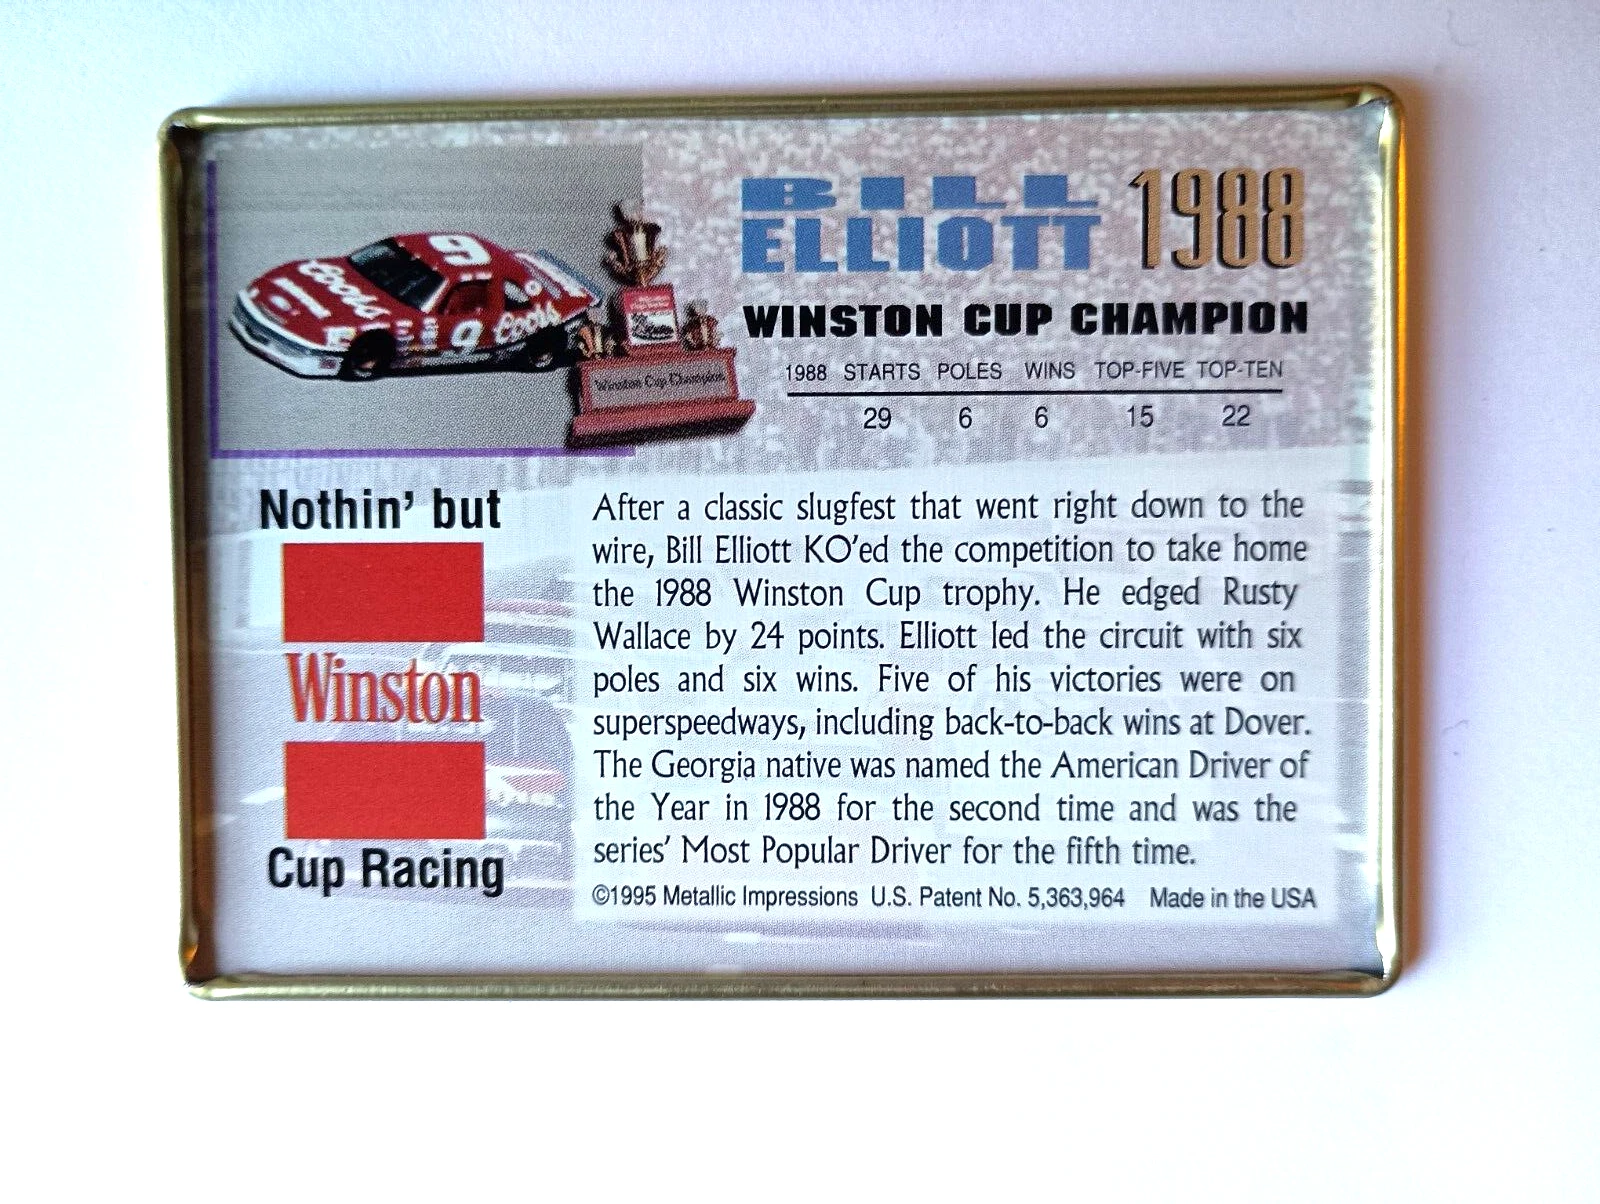 BILL
ELLIOTT 1988
WINSTON CUP CHAMPION
1988 STARTS POLES WINS TOP-FIVE TOP-TEN
29 6 6 15 22
9
Coors
9 Coors
Winston Cup Champion
Nothin' but
Winston
Cup Racing
After a classic slugfest that went right down to the
wire, Bill Elliott KO'ed the competition to take home
the 1988 Winston Cup trophy. He edged Rusty
Wallace by 24 points. Elliott led the circuit with six
poles and six wins. Five of his victories were on
superspeedways, including back-to-back wins at Dover.
The Georgia native was named the American Driver of
the Year in 1988 for the second time and was the
series' Most Popular Driver for the fifth time.
©1995 Metallic Impressions U.S. Patent No. 5,363,964 Made in the USA